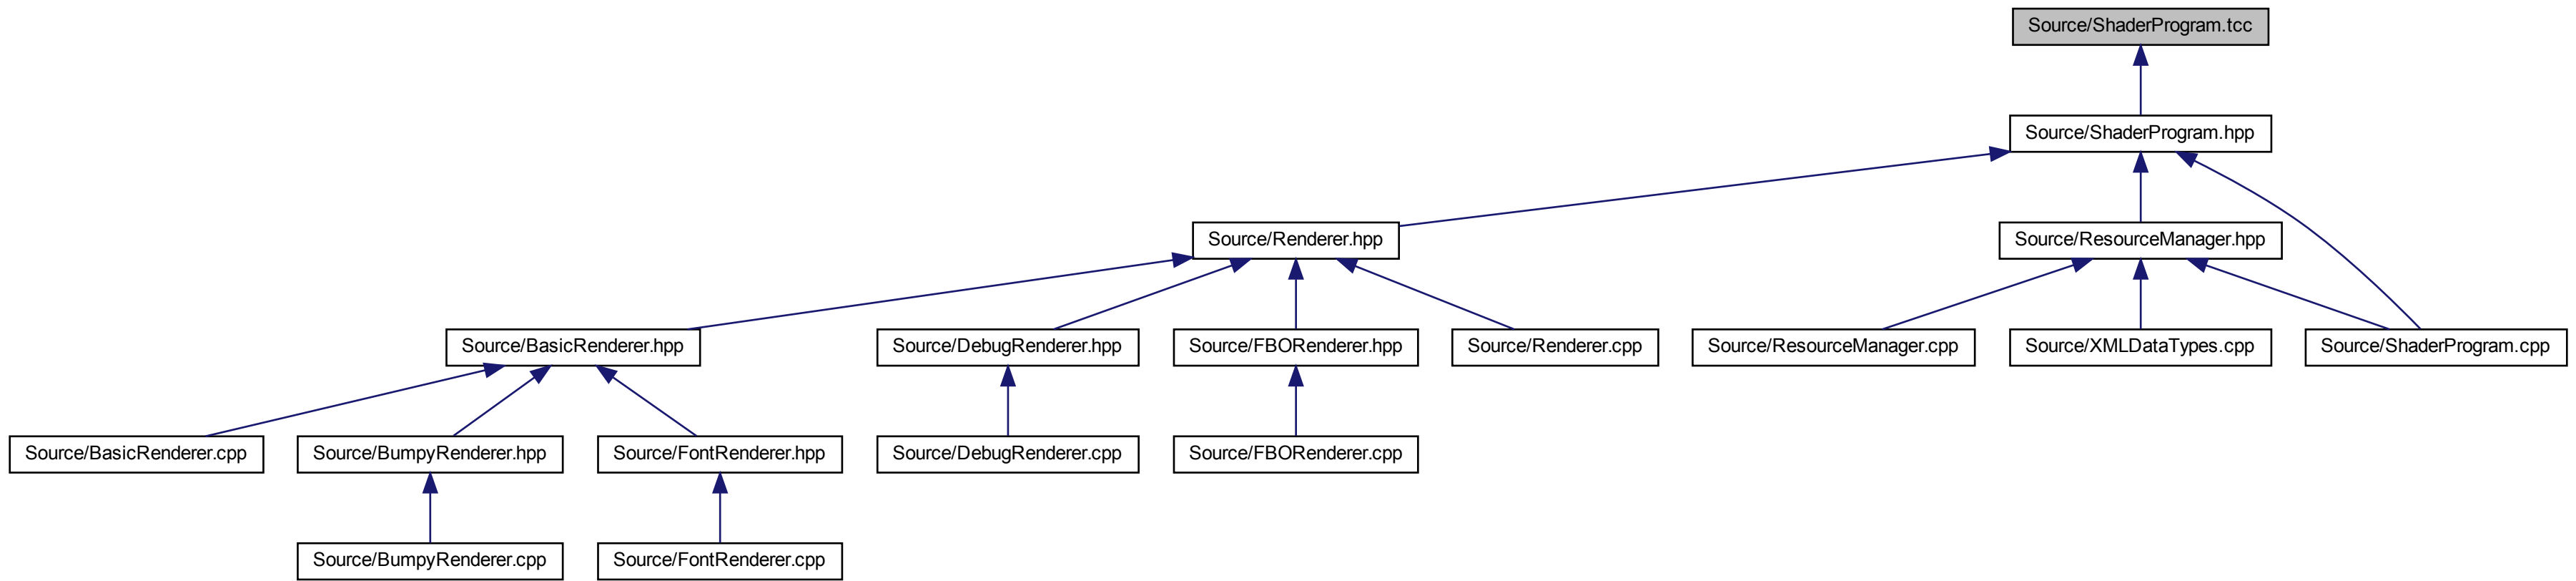 Source/ShaderProgram.tcc
Source/ShaderProgram.hpp
Source/Renderer.hpp
Source/ResourceManager.hpp
Source/BasicRenderer.hpp
Source/DebugRenderer.hpp
Source/FBORenderer.hpp
Source/Renderer.cpp
Source/ResourceManager.cpp
Source/XMLDataTypes.cpp
Source/ShaderProgram.cpp
Source/BasicRenderer.cpp
Source/BumpyRenderer.hpp
Source/FontRenderer.hpp
Source/DebugRenderer.cpp
Source/FBORenderer.cpp
Source/BumpyRenderer.cpp
Source/FontRenderer.cpp